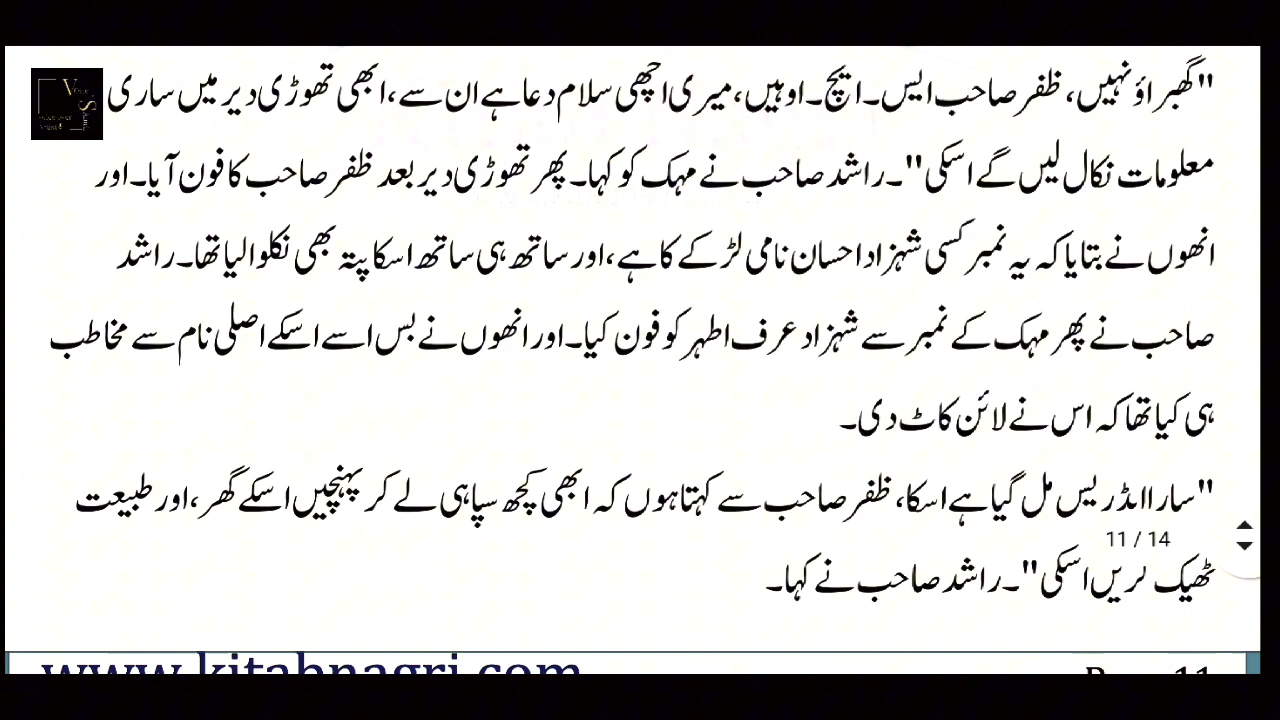 "گھبراؤ نہیں، ظفر صاحب ایس۔ایچ۔او ہیں، میری اچھی سلام دعا ہے ان سے، ابھی تھوڑی دیر میں ساری
معلومات نکال لیں گے اسکی"۔ راشد صاحب نے مہک کو کہا۔ پھر تھوڑی دیر بعد ظفر صاحب کا فون آیا۔ اور
انھوں نے بتایا کہ یہ نمبر کسی شہزاد احسان نامی لڑکے کا ہے، اور ساتھ ہی ساتھ اسکا پتہ بھی نکلوا لیا تھا۔ راشد
صاحب نے پھر مہک کے نمبر سے شہزاد عرف اطہر کو فون کیا۔ اور انھوں نے بس اسے اسکے اصلی نام سے مخاطب
ہی کیا تھا کہ اس نے لائن کاٹ دی۔
"سارا اڈریس مل گیا ہے اسکا، ظفر صاحب سے کہتا ہوں کہ ابھی کچھ سپاہی لے کر پہنچیں اسکے گھر، اور طبیعت
11 / 14
ٹھیک کریں اسکی"۔ راشد صاحب نے کہا۔
www.kitabnagri.com